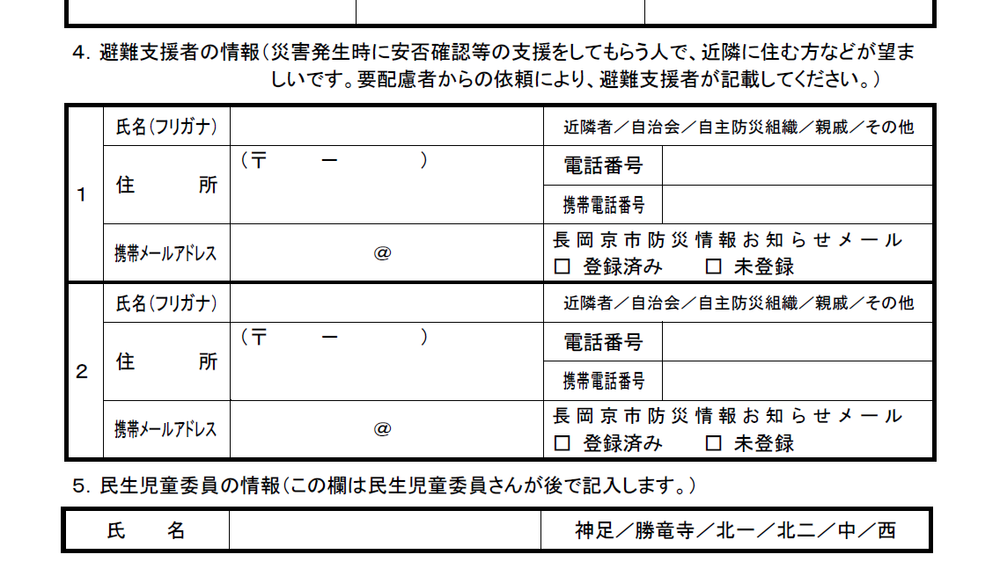 ４．避難支援者の情報（災害発生時に安否確認等の支援をしてもらう人で、近隣に住む方などが望ま
しいです。要配慮者からの依頼により、避難支援者が記載してください。）
１
氏名（フリガナ）
近隣者／自治会／自主防災組織／親戚／その他
住　　　所
（〒　　　－　　　　）
電話番号
携帯電話番号
携帯メールアドレス
＠
長岡京市防災情報お知らせメール
□ 登録済み　　□ 未登録
２
氏名（フリガナ）
近隣者／自治会／自主防災組織／親戚／その他
住　　　所
（〒　　　－　　　　）
電話番号
携帯電話番号
携帯メールアドレス
＠
長岡京市防災情報お知らせメール
□ 登録済み　　□ 未登録
５．民生児童委員の情報（この欄は民生児童委員さんが後で記入します。）
氏　　名
神足／勝竜寺／北一／北二／中／西